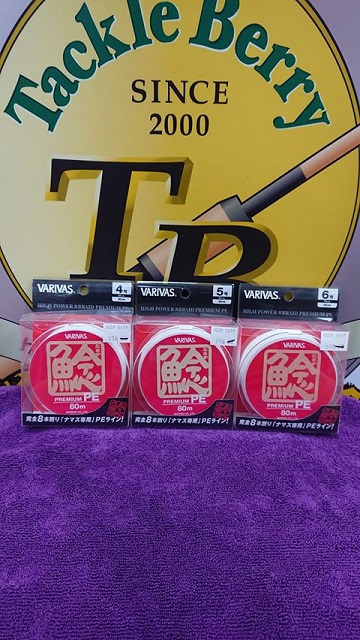 Tackle Berry
SINCE
2000
TB
VARIVAS.
4号
HIGH POWER 8BRAID PREMIUM PE
VARIVAS
鯰
PREMIUM PE
80m
完全8本撚り「ナマズ専用」PEライン!
VARIVAS.
5号
HIGH POWER 8BRAID PREMIUM PE
VARIVAS
鯰
PREMIUM PE
80m
完全8本撚り「ナマズ専用」PEライン!
VARIVAS.
6号
HIGH POWER 8BRAID PREMIUM PE
VARIVAS
鯰
PREMIUM PE
80m
完全8本撚り「ナマズ専用」PEライン!